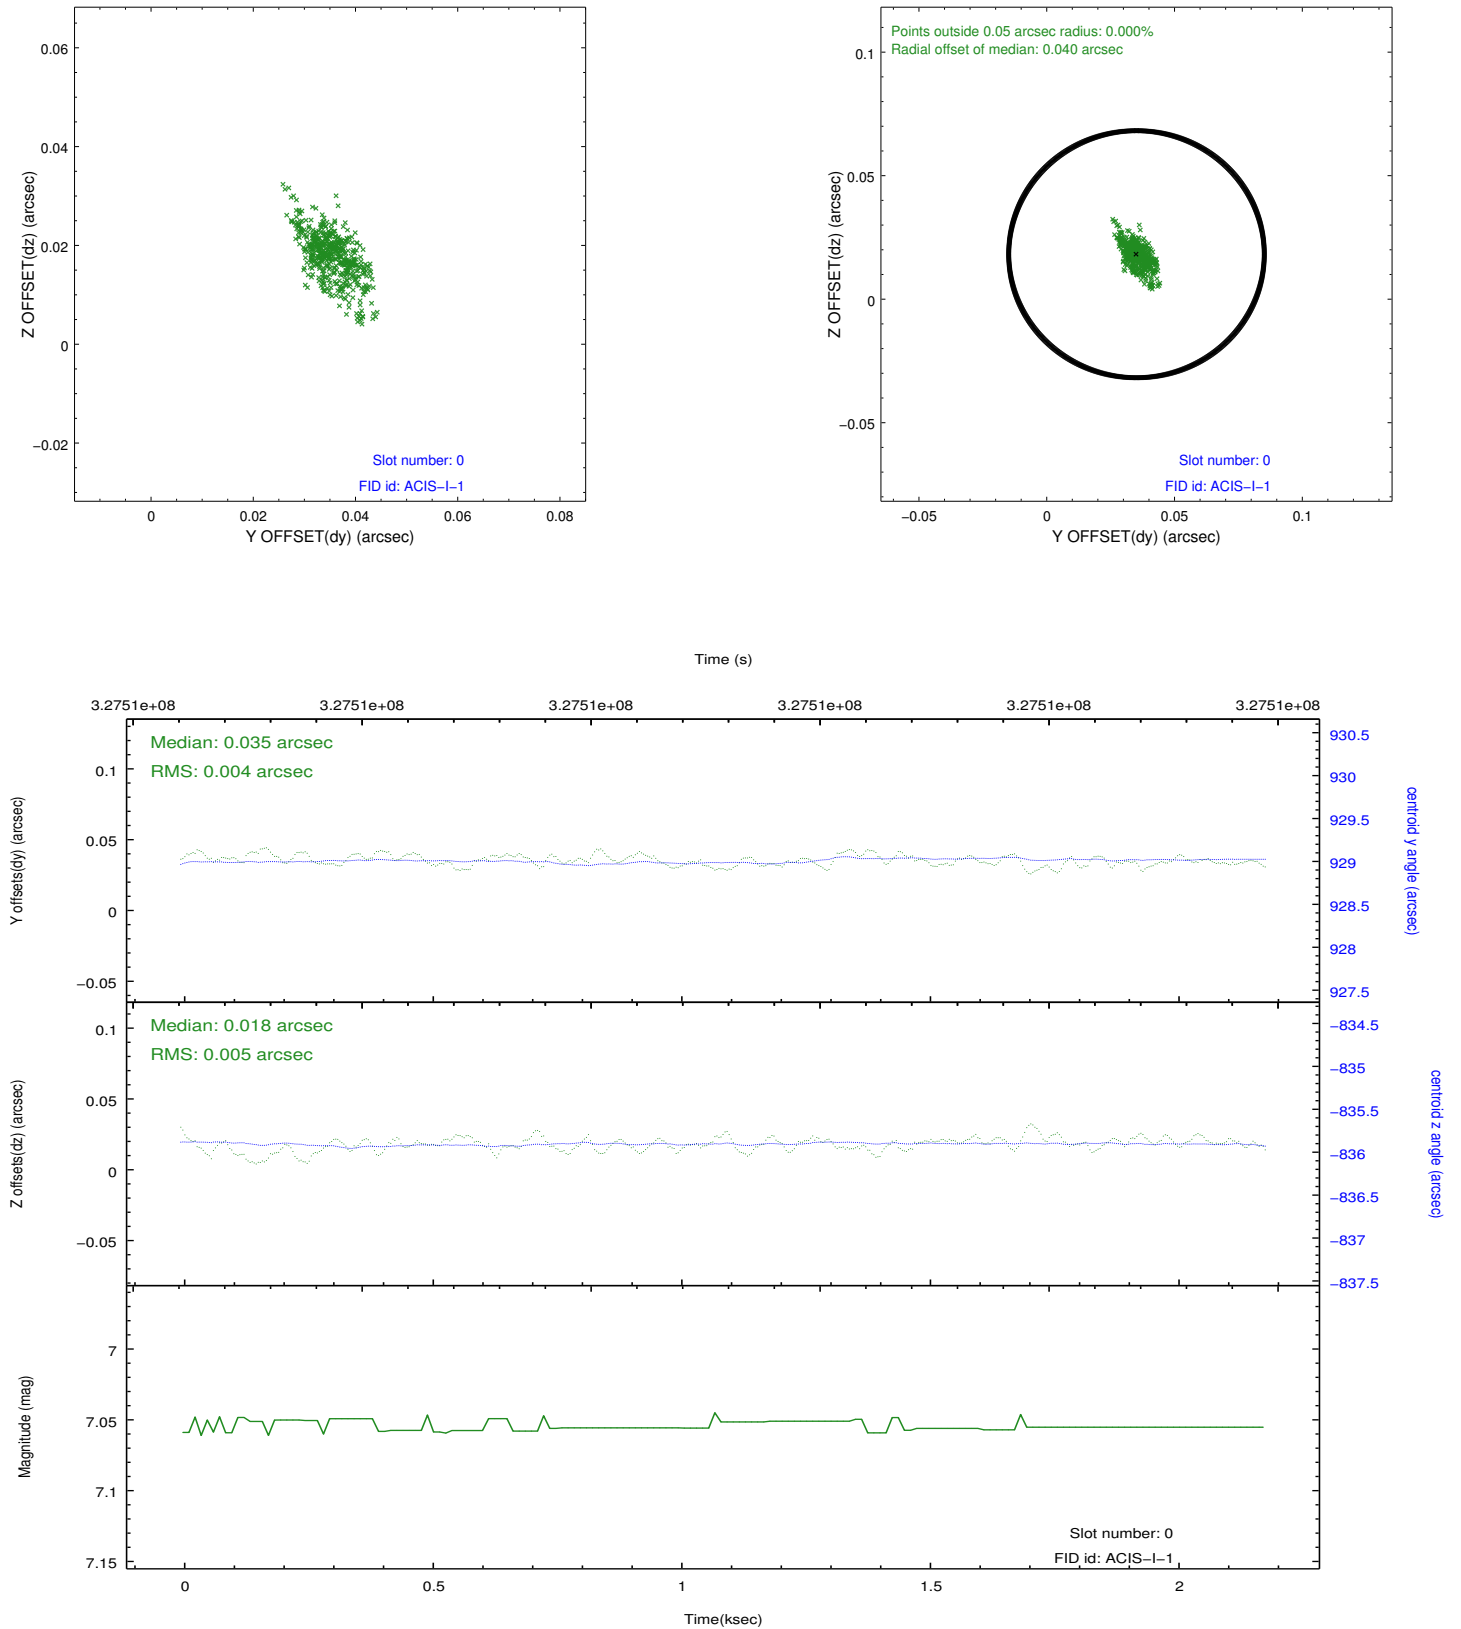 0.06
0.04
0.02
0
−0.02
Z OFFSET(dz) (arcsec)
Slot number: 0
FID id: ACIS−I−1
0 0.02 0.04 0.06 0.08
Y OFFSET(dy) (arcsec)
Points outside 0.05 arcsec radius: 0.000%
Radial offset of median: 0.040 arcsec
0.1
0.05
0
−0.05
Z OFFSET(dz) (arcsec)
Slot number: 0
FID id: ACIS−I−1
−0.05 0 0.05 0.1
Y OFFSET(dy) (arcsec)
Time (s)
3.2751e+08 3.2751e+08 3.2751e+08 3.2751e+08 3.2751e+08 3.2751e+08
Median: 0.035 arcsec
RMS: 0.004 arcsec
0.1
0.05
0
−0.05
Y offsets(dy) (arcsec)
930.5
930
929.5
929
928.5
928
927.5
centroid y angle (arcsec)
Median: 0.018 arcsec
RMS: 0.005 arcsec
0.1
0.05
0
−0.05
Z offsets(dz) (arcsec)
−834.5
−835
−835.5
−836
−836.5
−837
−837.5
centroid z angle (arcsec)
7
7.05
7.1
7.15
Magnitude (mag)
Slot number: 0
FID id: ACIS−I−1
0 0.5 1 1.5 2
Time(ksec)